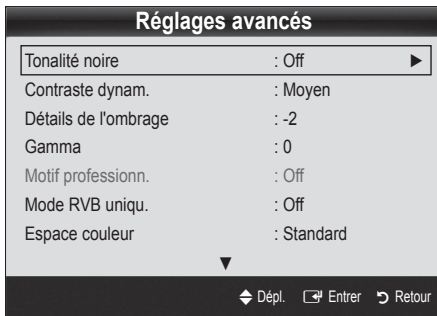 Réglages avancés
Tonalité noire : Off ►
Contraste dynam. : Moyen
Détails de l'ombrage : -2
Gamma : 0
Motif professionn. : Off
Mode RVB uniqu. : Off
Espace couleur : Standard
▼
Dépl. Entrer Retour